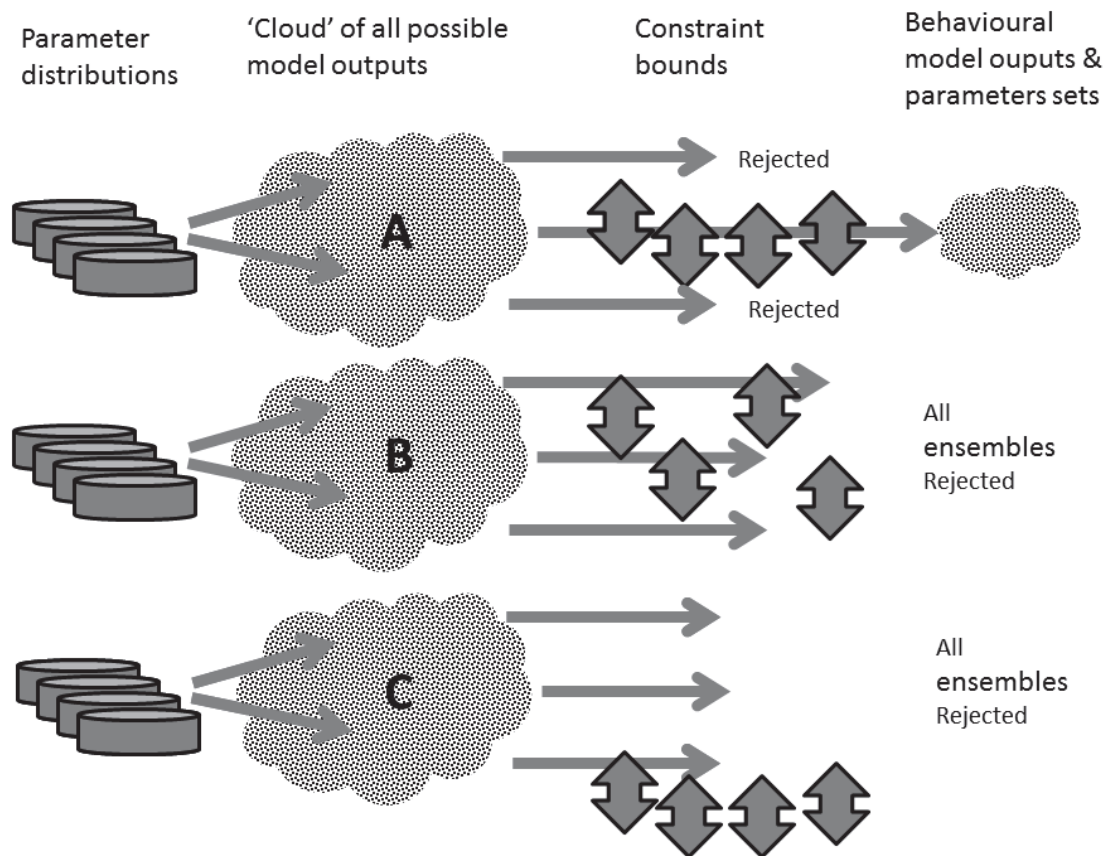 Parameter
distributions
‘Cloud’ of all possible
model outputs
Constraint
bounds
Behavioural
model ouputs &
parameters sets
A
Rejected
Rejected
B
All
ensembles
Rejected
C
All
ensembles
Rejected